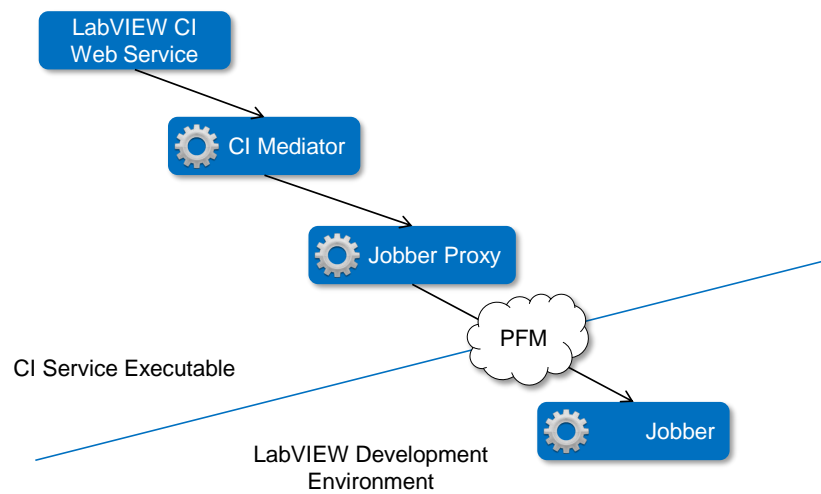 LabVIEW CI
Web Service
CI Mediator
Jobber Proxy
PFM
CI Service Executable
Jobber
LabVIEW Development
Environment